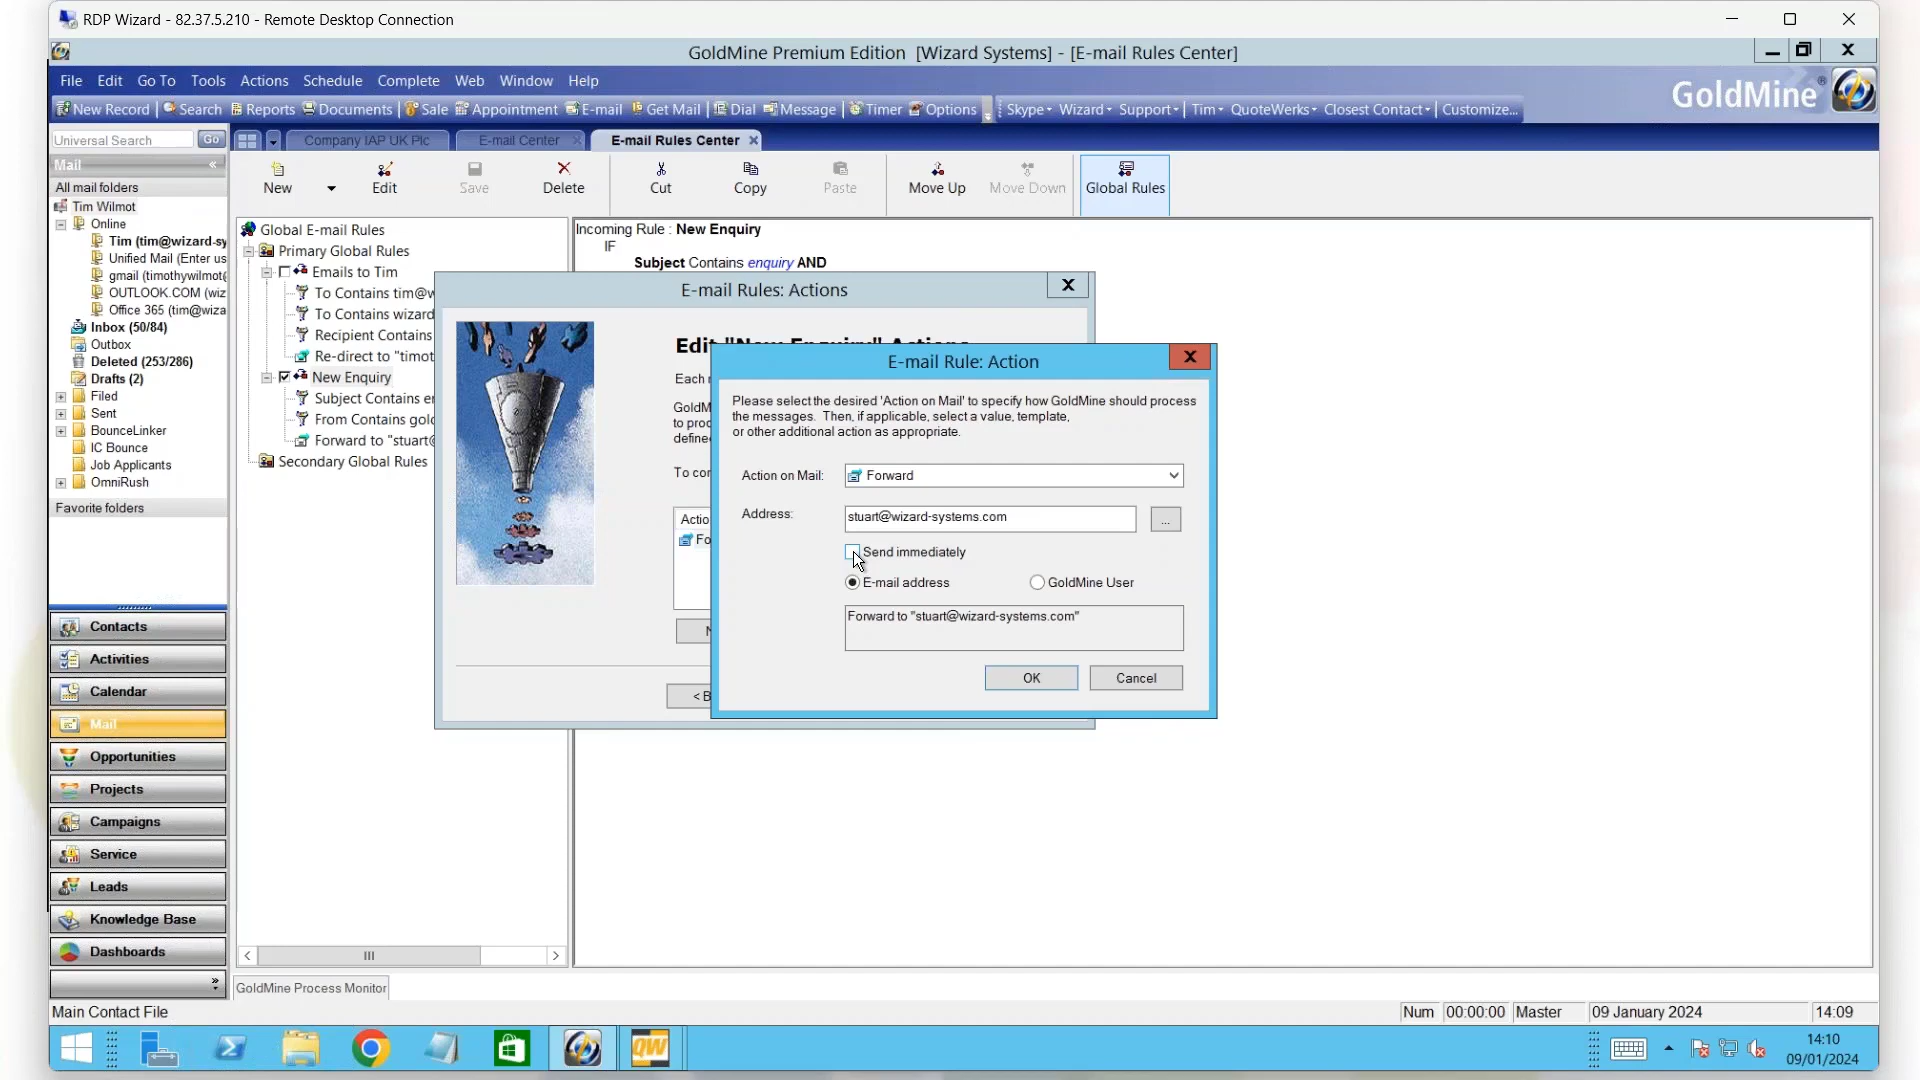 RDP Wizard - 82.37.5.210 - Remote Desktop Connection
GoldMine Premium Edition [Wizard Systems] - [E-mail Rules Center]
File Edit Go To Tools Actions Schedule Complete Web Window Help
GoldMine
New Record Search Reports Documents Sale Appointment E-mail Get Mail Dial Message Timer Options Skype Wizard Support Tim QuoteWerks Closest Contact Customize...
Universal Search Go
Company IAP UK Plc E-mail Center E-mail Rules Center
Mail
All mail folders
Tim Wilmot
Online
Tim (tim@wizard-sy
Unified Mail (Enter us
gmail (timothywilmot@
OUTLOOK.COM (wiz
Office 365 (tim@wiza
Inbox (50/84)
Outbox
Deleted (253/286)
Drafts (2)
Filed
Sent
BounceLinker
IC Bounce
Job Applicants
OmniRush
Favorite folders
Contacts
Activities
Calendar
Mail
Opportunities
Projects
Campaigns
Service
Leads
Knowledge Base
Dashboards
New Edit Save Delete Cut Copy Paste Move Up Move Down Global Rules
Global E-mail Rules
Primary Global Rules
Emails to Tim
To Contains tim@w
To Contains wizard
Recipient Contains
Re-direct to "timot
New Enquiry
Subject Contains er
From Contains gol
Forward to "stuart@
Secondary Global Rules
Incoming Rule : New Enquiry
IF
Subject Contains enquiry AND
E-mail Rules: Actions
Each
GoldM
to proc
define
To cor
Actio
Fo
< B
E-mail Rule: Action
Please select the desired 'Action on Mail' to specify how GoldMine should process
the messages. Then, if applicable, select a value, template,
or other additional action as appropriate.
Action on Mail: Forward
Address: stuart@wizard-systems.com ...
Send immediately
E-mail address GoldMine User
Forward to "stuart@wizard-systems.com"
OK Cancel
GoldMine Process Monitor
Main Contact File Num 00:00:00 Master 09 January 2024 14:09
QW
14:10
09/01/2024